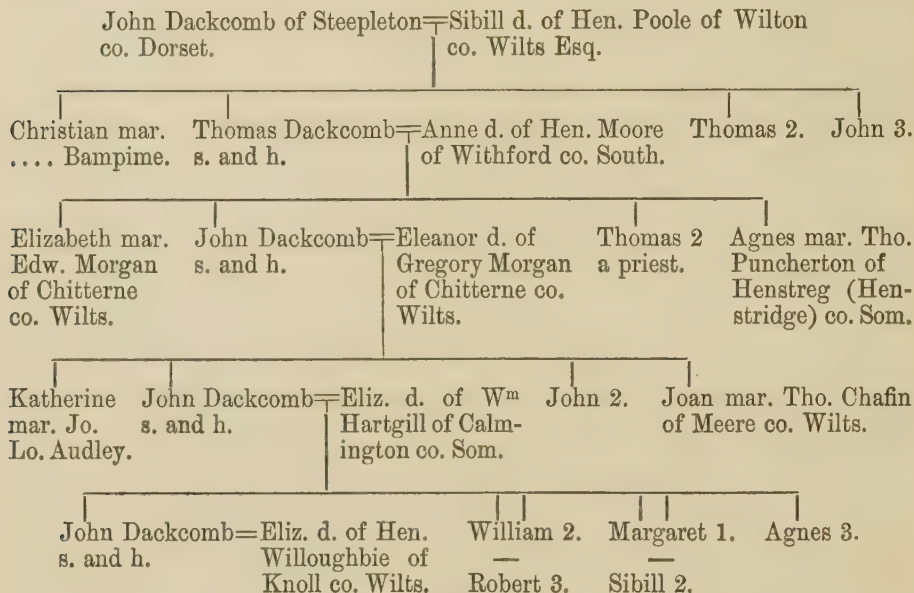 John Dackcomb of Steepleton=Sibill d. of Hen. Poole of Wilton
co. Dorset. co. Wilts Esq.
Christian mar. Thomas Dackcomb=Anne d. of Hen. Moore Thomas 2. John 3.
.... Bampime. s. and h. of Withford co. South.
Elizabeth mar. John Dackcomb=Eleanor d. of Thomas 2 Agnes mar. Tho.
Edw. Morgan s. and h. Gregory Morgan a priest. Puncherton of
of Chitterne of Chitterne co. Henstreg (Hen-
co. Wilts. Wilts. stridge) co. Som.
Katherine John Dackcomb=Eliz. d. of Wm John 2. Joan mar. Tho. Chafin
mar. Jo. s. and h. Hartgill of Calm- of Meere co. Wilts.
Lo. Audley. ington co. Som.
John Dackcomb=Eliz. d. of Hen. William 2. Margaret 1. Agnes 3.
s. and h. Willoughbie of — —
Knoll co. Wilts. Robert 3. Sibill 2.